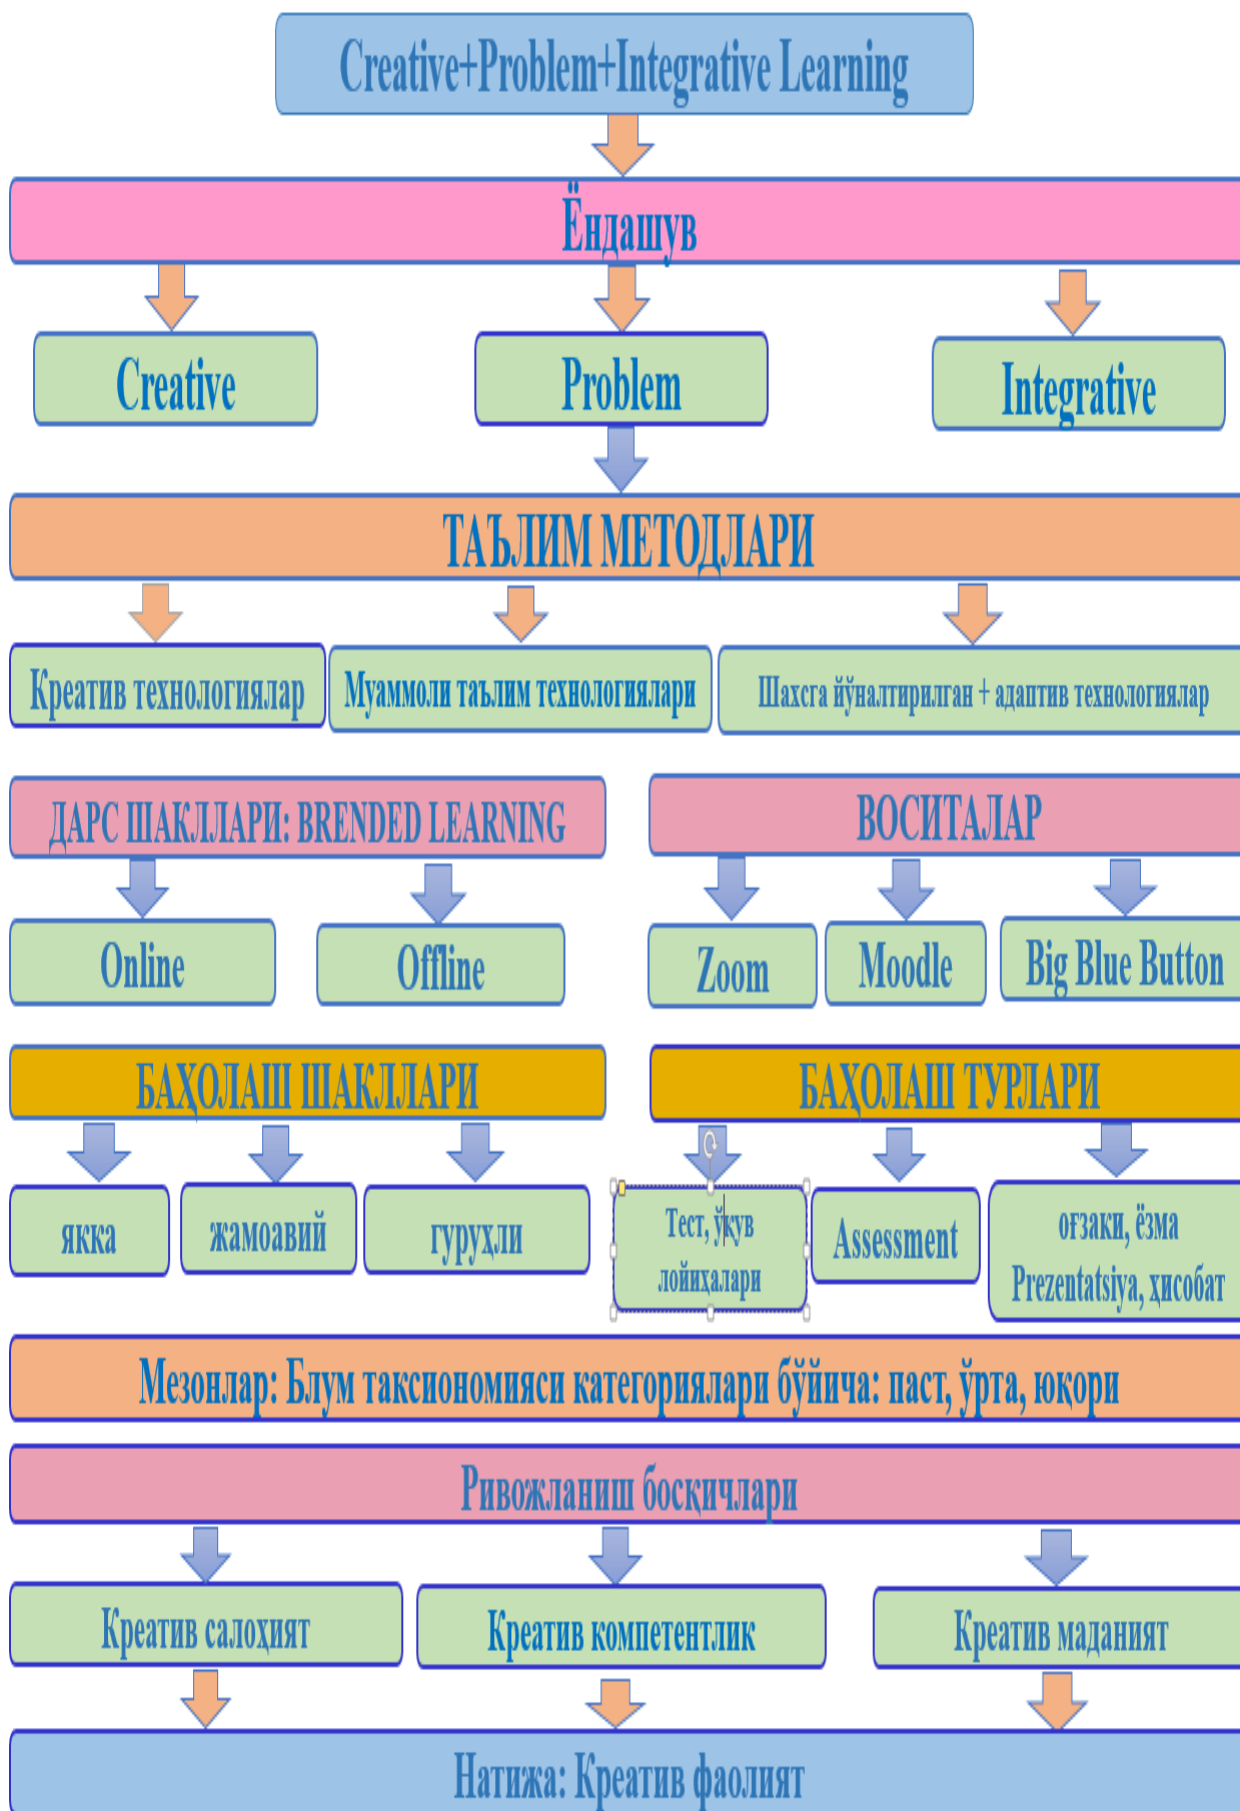 Creative+Problem+Integrative Learning
Ёндашув
Creative
Problem
Integrative
ТАЪЛИМ МЕТОДЛАРИ
Креатив технологиялар
Муаммоли таълим технологиялари
Шахсга йўналтирилган + адаптив технологиялар
ДАРС ШАКЛЛАРИ: BRENDED LEARNING
ВОСИТАЛАР
Online
Offline
Zoom
Moodle
Big Blue Button
БАҲОЛАШ ШАКЛЛАРИ
БАҲОЛАШ ТУРЛАРИ
якка
жамоавий
гуруҳли
Тест, ўқув
лойиҳалари
Assessment
оғзаки, ёзма
Prezentatsiya, ҳисобат
Мезонлар: Блум таксиономияси категориялари бўйича: паст, ўрта, юқори
Ривожланиш босқичлари
Креатив салоҳият
Креатив компетентлик
Креатив маданият
Натижа: Креатив фаолият